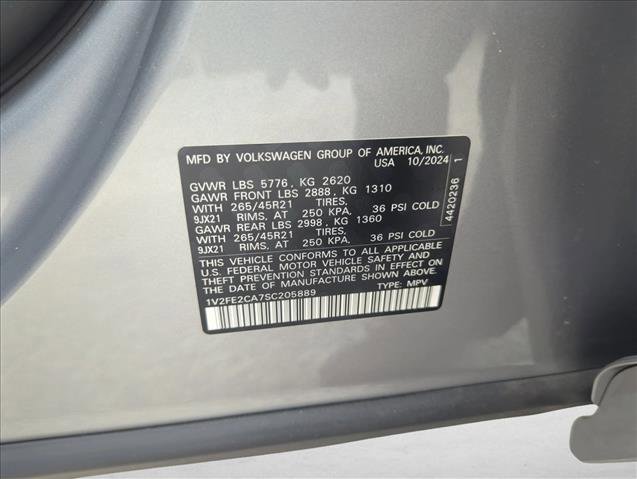 MFD BY VOLKSWAGEN GROUP OF AMERICA, INC.
USA 10/2024
GVWR LBS 5776, KG 2620
GAWR FRONT LBS 2888, KG 1310
WITH 265/45R21 TIRES,
9JX21 RIMS, AT 250 KPA, 36 PSI COLD
GAWR REAR LBS 2998, KG 1360
WITH 265/45R21 TIRES,
9JX21 RIMS, AT 250 KPA, 36 PSI COLD
THIS VEHICLE CONFORMS TO ALL APPLICABLE
U.S. FEDERAL MOTOR VEHICLE SAFETY AND
THEFT PREVENTION STANDARDS IN EFFECT ON THE
DATE OF MANUFACTURE SHOWN ABOVE.
1V2FE2CA7SC205889 TYPE: MPV
4420236 1